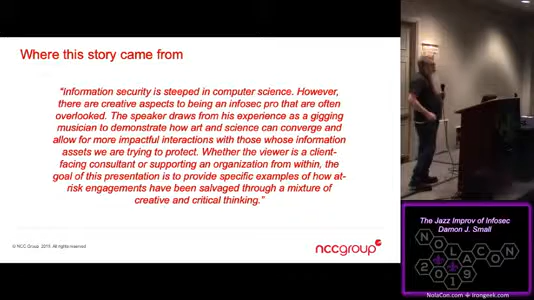 Where this story came from
“Information security is steeped in computer science. However,
there are creative aspects to being an infosec pro that are often
overlooked. The speaker draws from his experience as a gigging
musician to demonstrate how art and science can converge and
allow for more impactful interactions with those whose information
assets we are trying to protect. Whether the viewer is a client-
facing consultant or supporting an organization from within, the
goal of this presentation is to provide specific examples of how at-
risk engagements have been salvaged through a mixture of
creative and critical thinking.”
© NCC Group 2019. All rights reserved
nccgroup
The Jazz Improv of Infosec
Damon J. Small
NOLACON
2019
NolaCon.com Irongeek.com